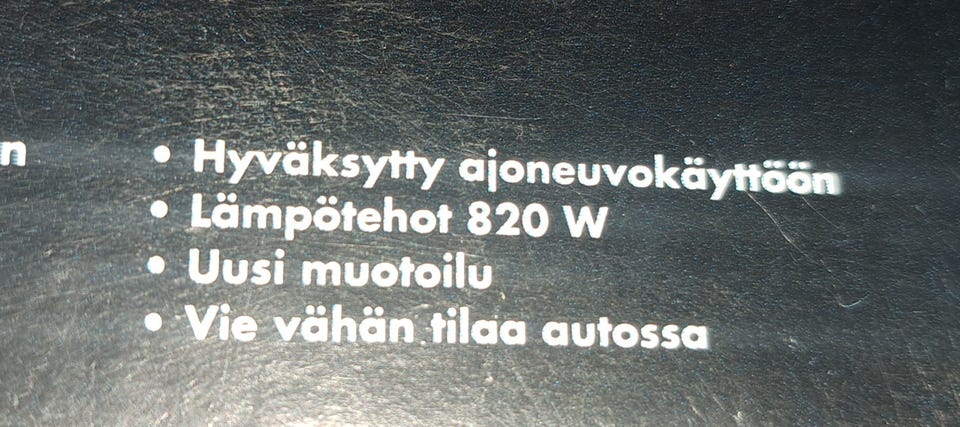 n
• Hyväksytty ajoneuvokäyttöön
• Lämpötehot 820 W
• Uusi muotoilu
• Vie vähän tilaa autossa